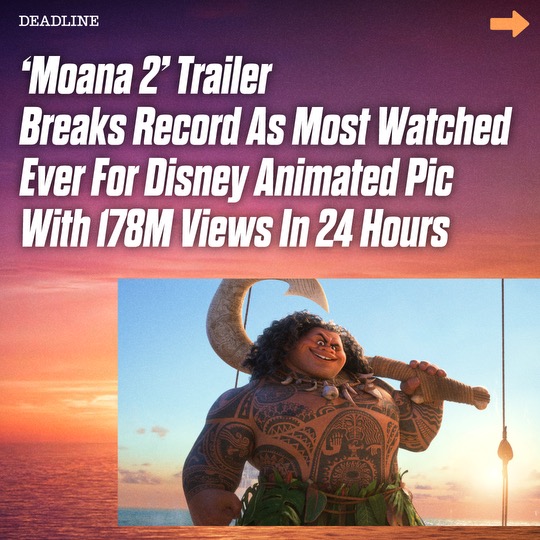 DEADLINE
‘Moana 2’ Trailer
Breaks Record As Most Watched
Ever For Disney Animated Pic
With 178M Views In 24 Hours